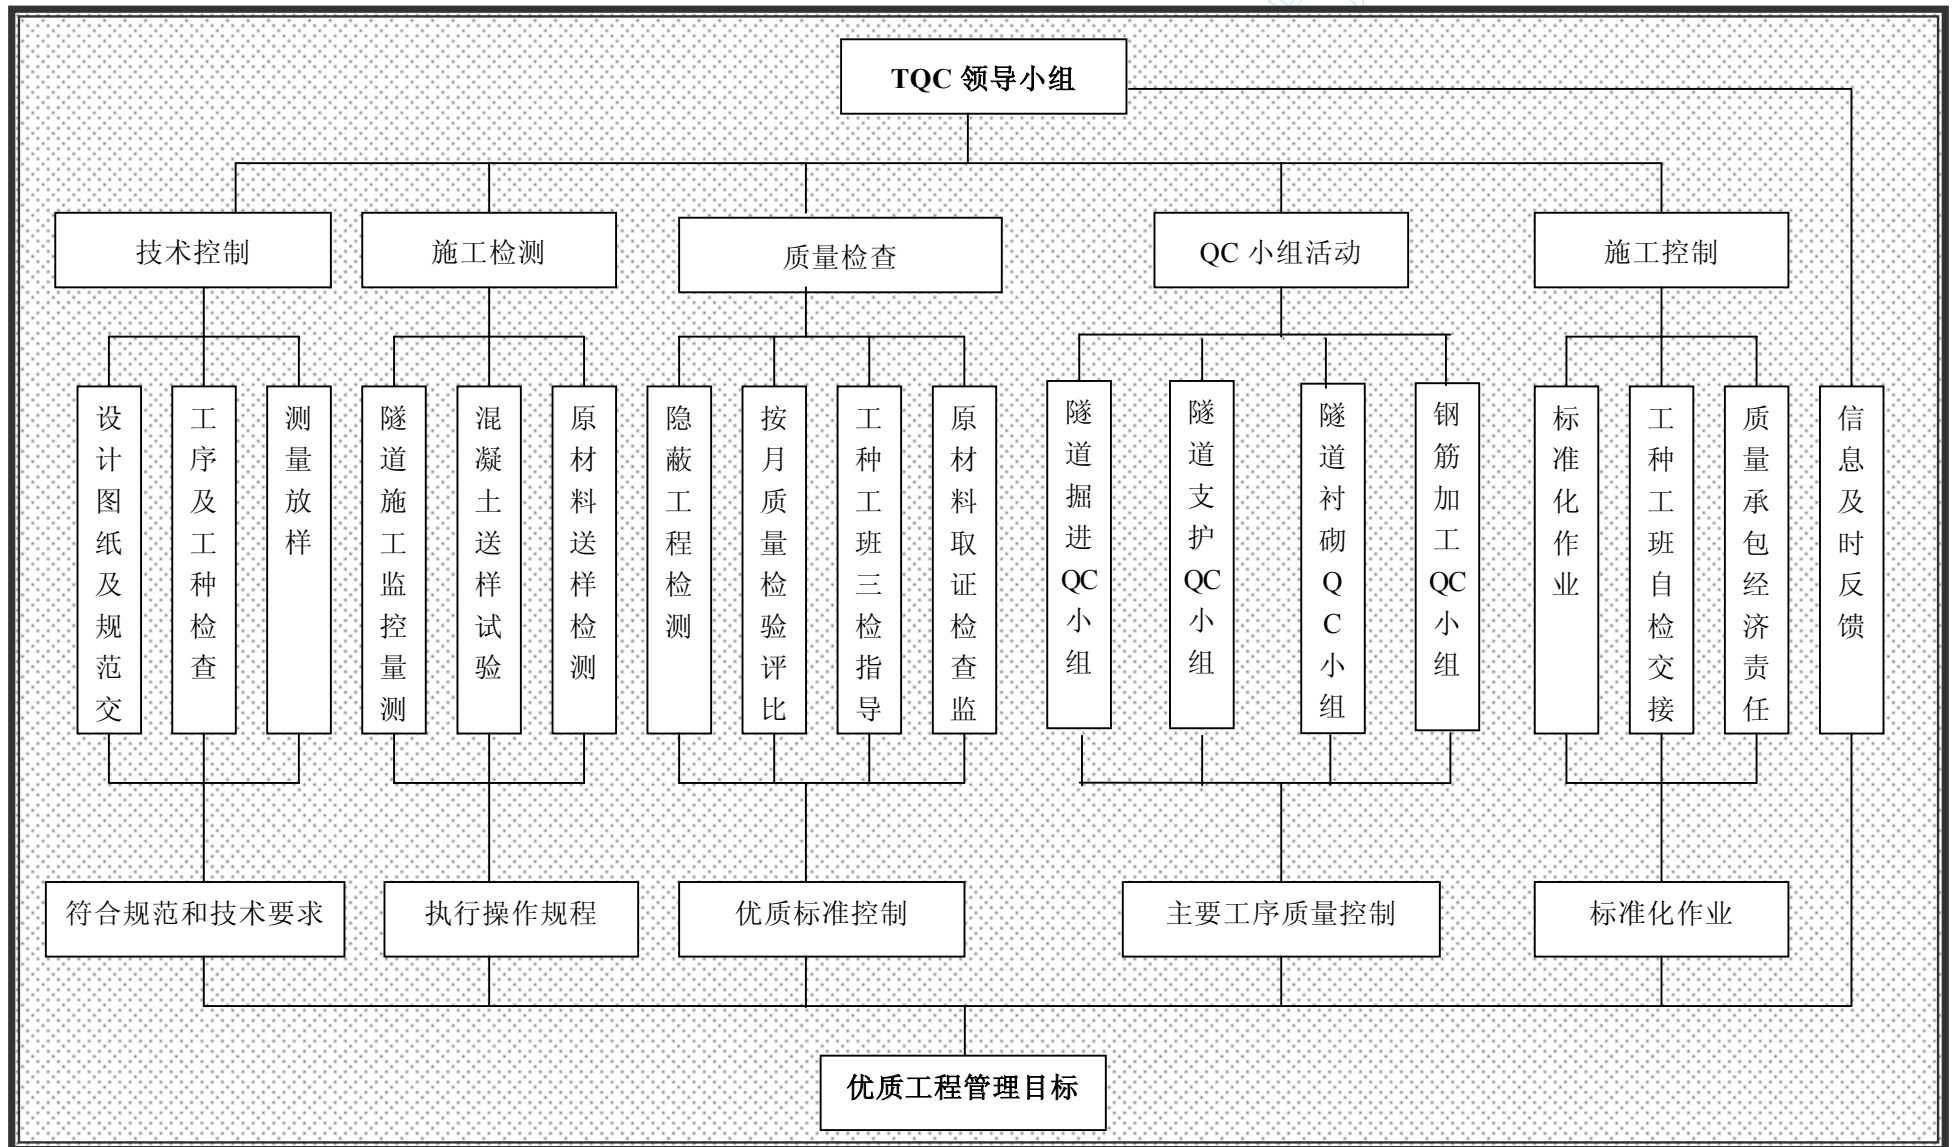 TQC 领导小组
技术控制
施工检测
质量检查
QC 小组活动
施工控制
设计图纸及规范交
工序及工种检查
测量放样
隧道施工监控量测
混凝土送样试验
原材料送样检测
隐蔽工程检测
按月质量检验评比
工种工班三检指导
原材料取证检查监
隧道掘进QC小组
隧道支护QC小组
隧道衬砌QC小组
钢筋加工QC小组
标准化作业
工种工班自检交接
质量承包经济责任
信息及时反馈
符合规范和技术要求
执行操作规程
优质标准控制
主要工序质量控制
标准化作业
优质工程管理目标